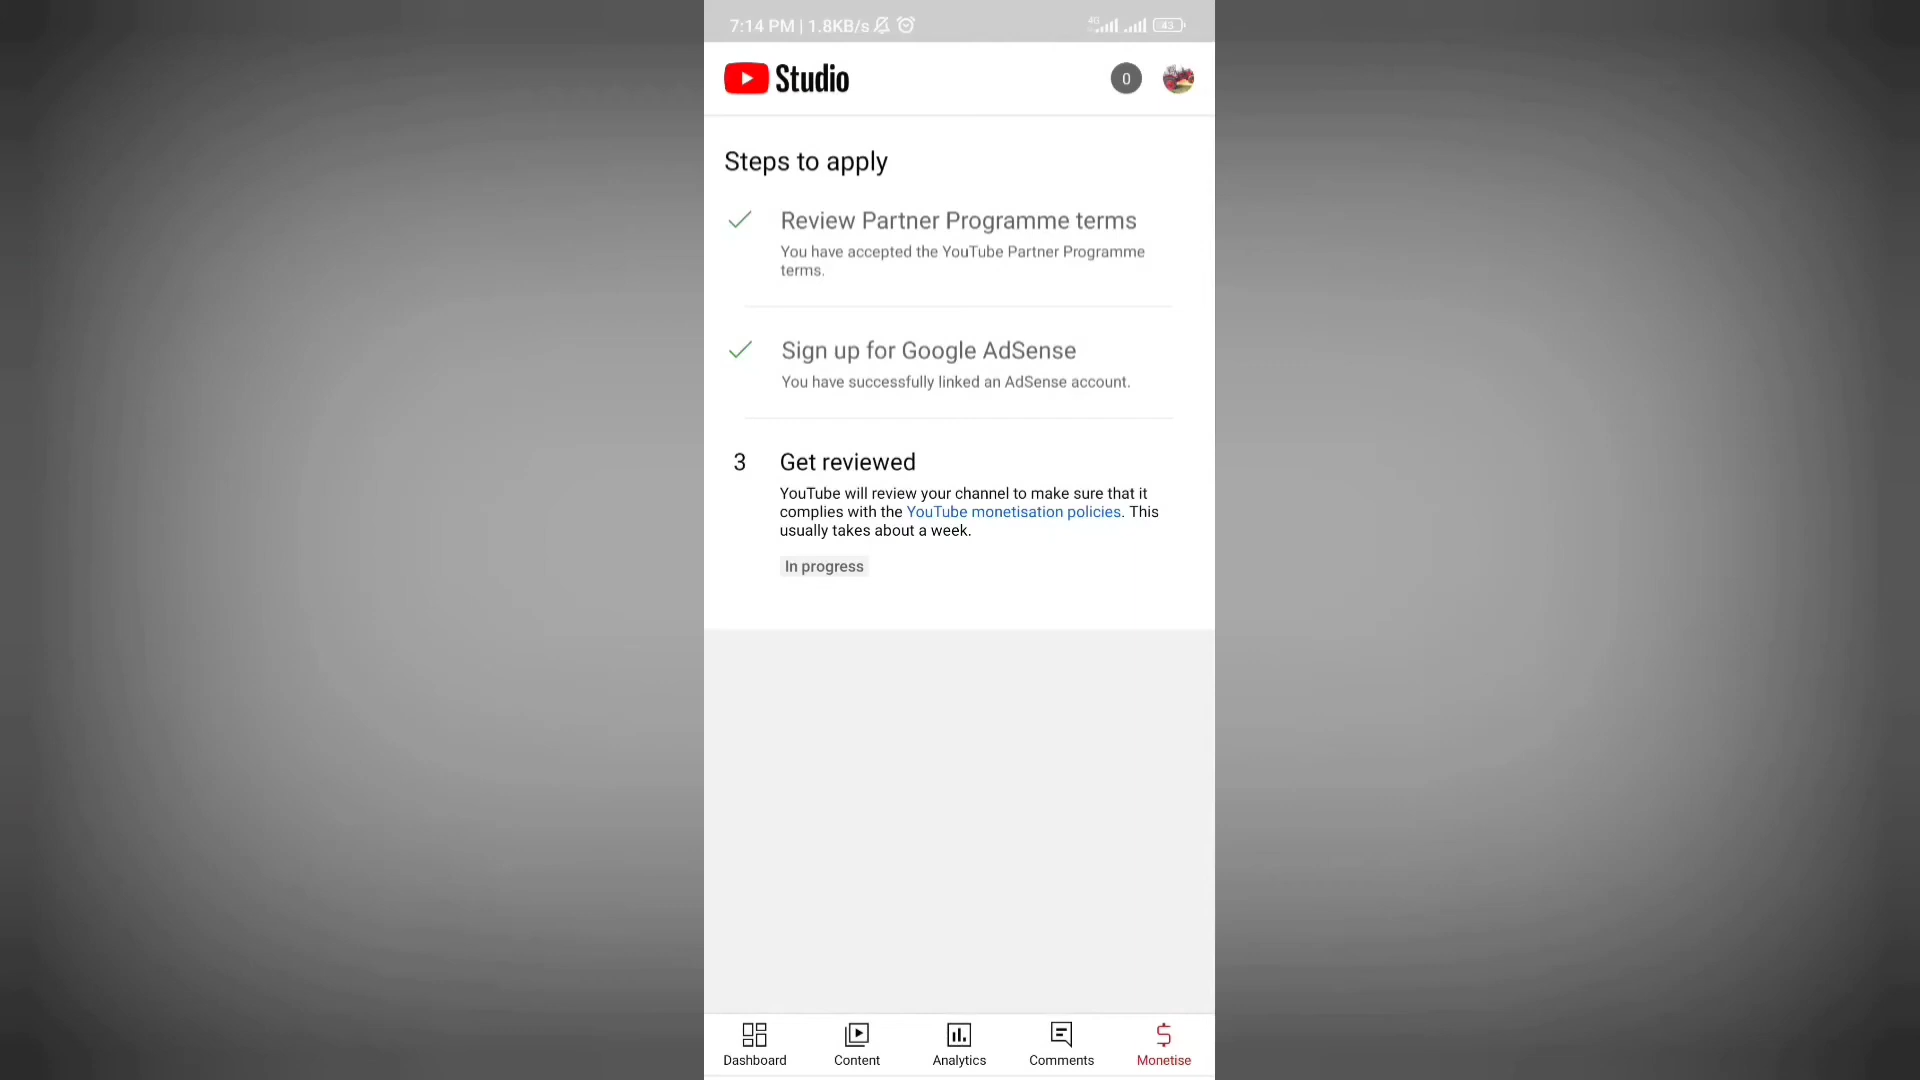 7:14 PM | 1.8KB/s
4G
43
Studio
0
Steps to apply
Review Partner Programme terms
You have accepted the YouTube Partner Programme
terms.
Sign up for Google AdSense
You have successfully linked an AdSense account.
3 Get reviewed
YouTube will review your channel to make sure that it
complies with the YouTube monetisation policies. This
usually takes about a week.
In progress
Dashboard Content Analytics Comments Monetise